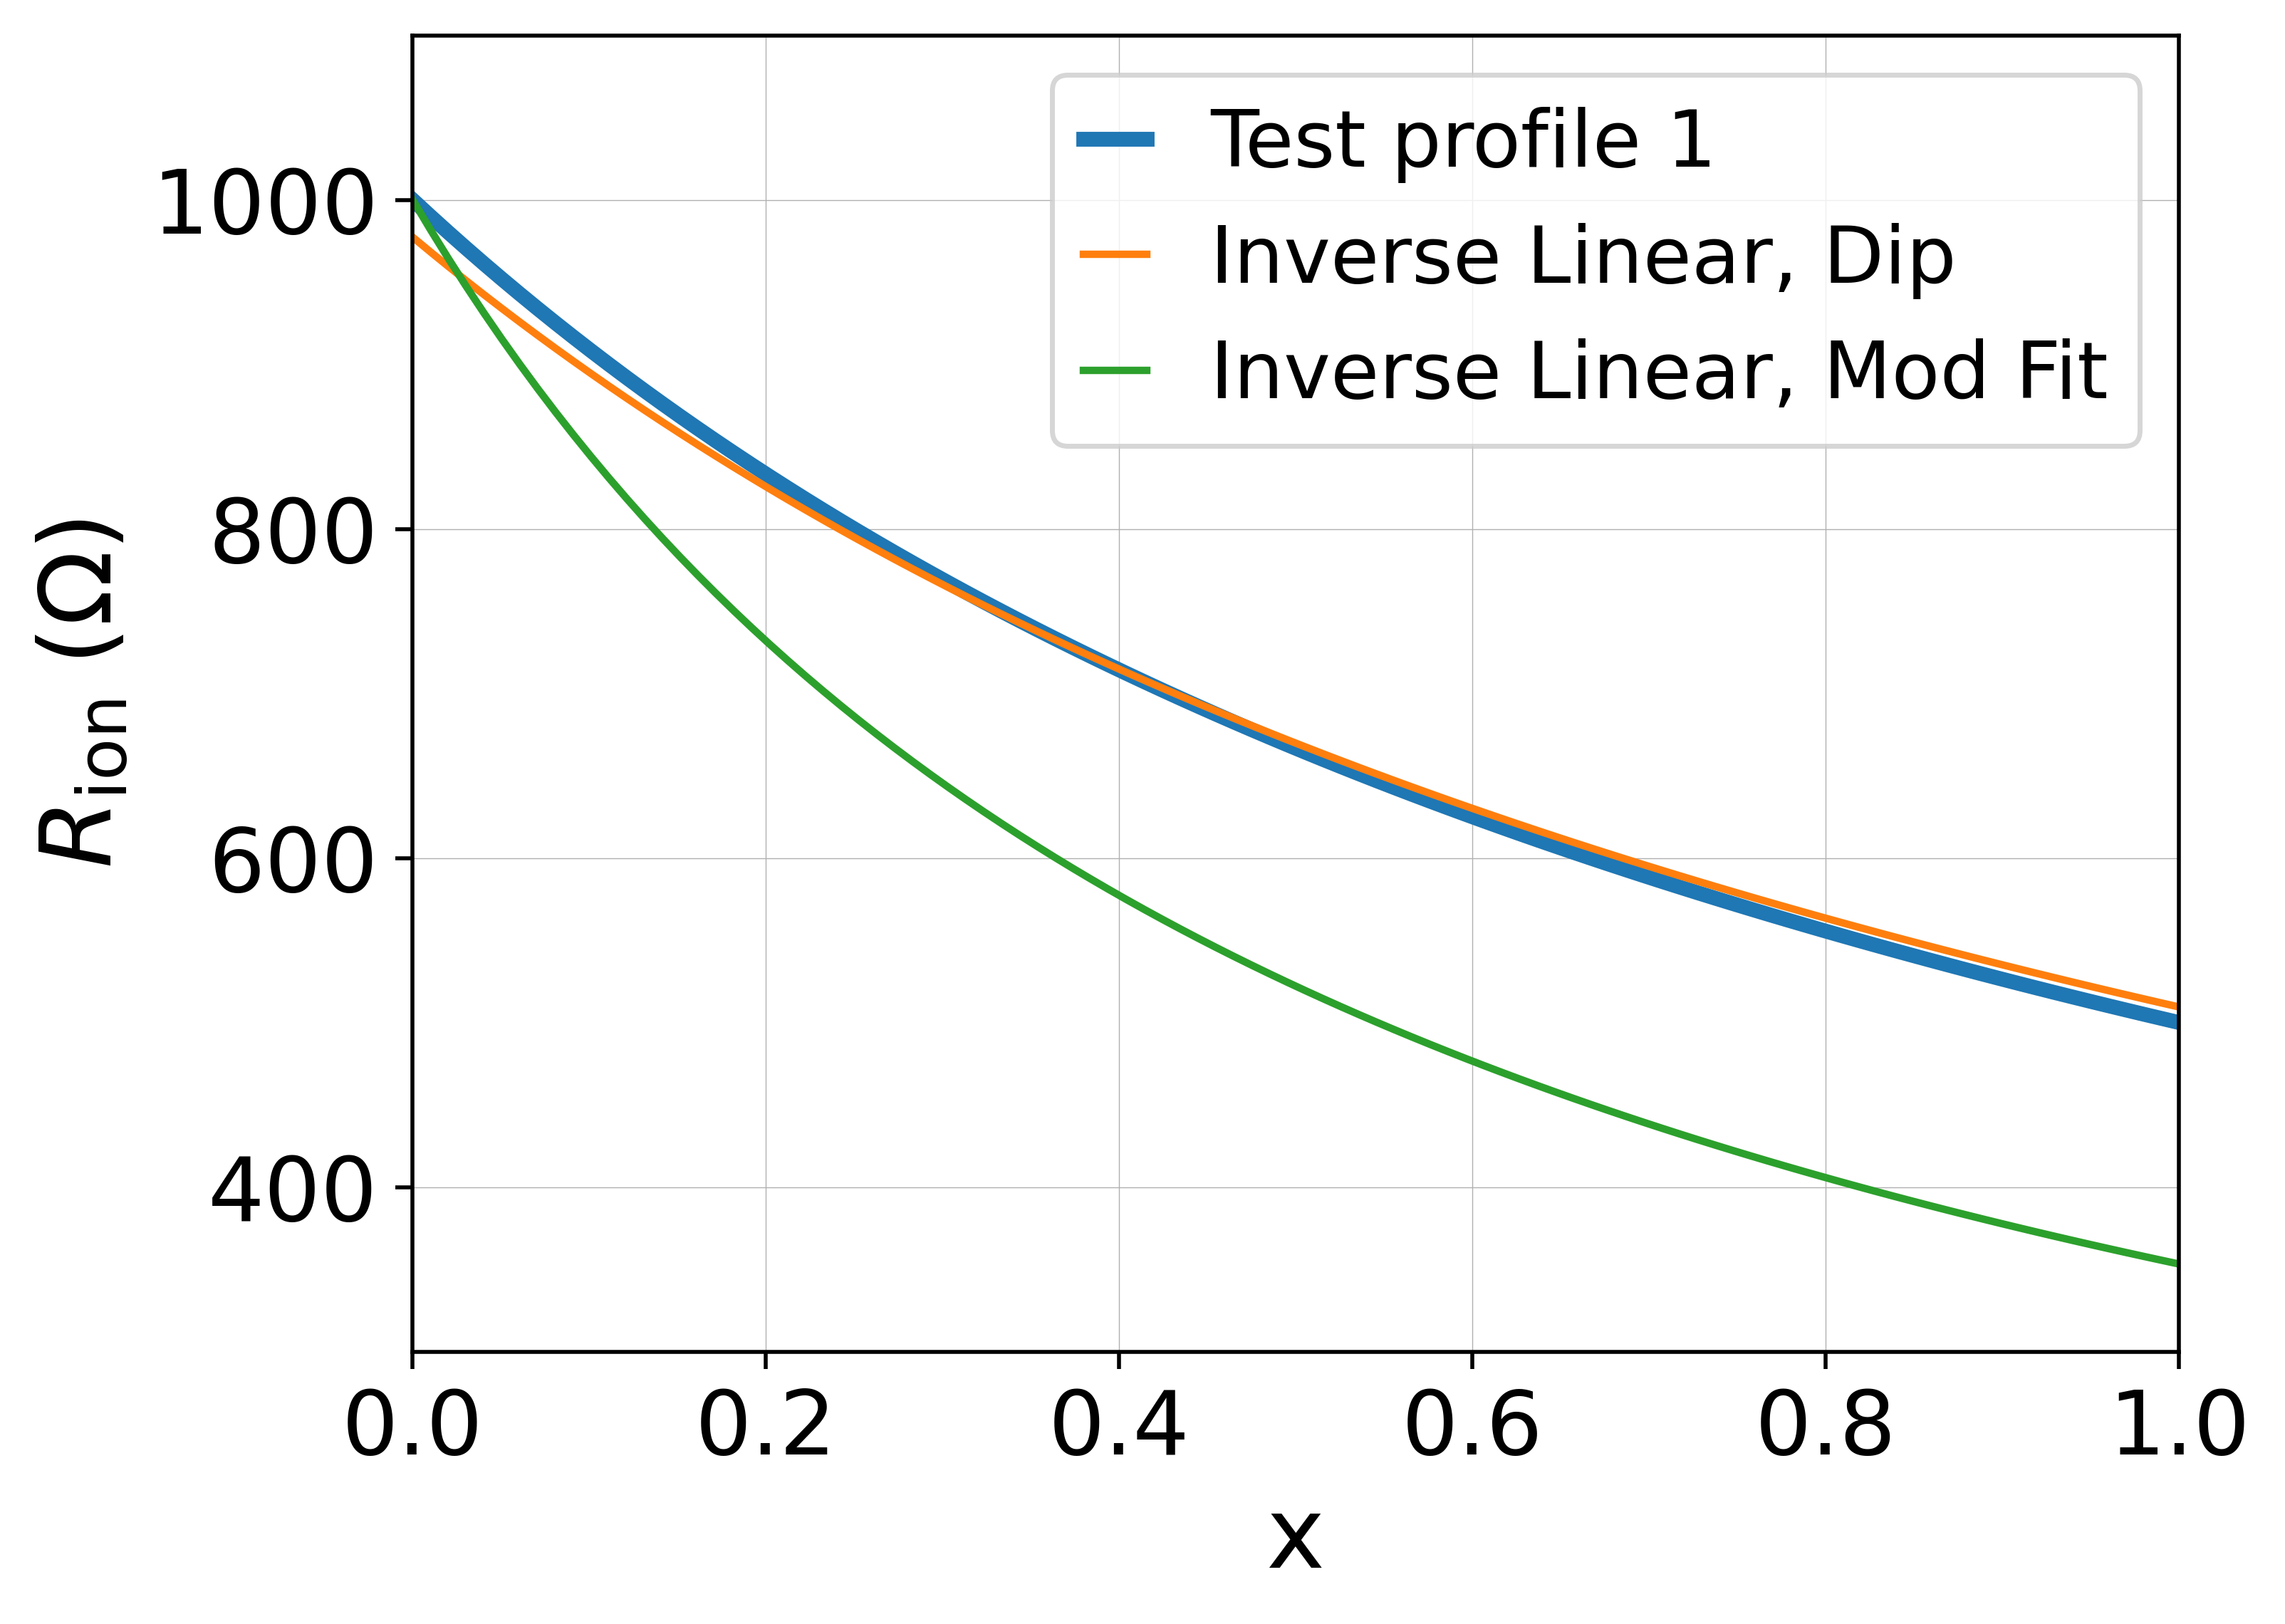 1000
800
600
400
R_ion (Ω)
Test profile 1
Inverse Linear, Dip
Inverse Linear, Mod Fit
0.0 0.2 0.4 0.6 0.8 1.0
x